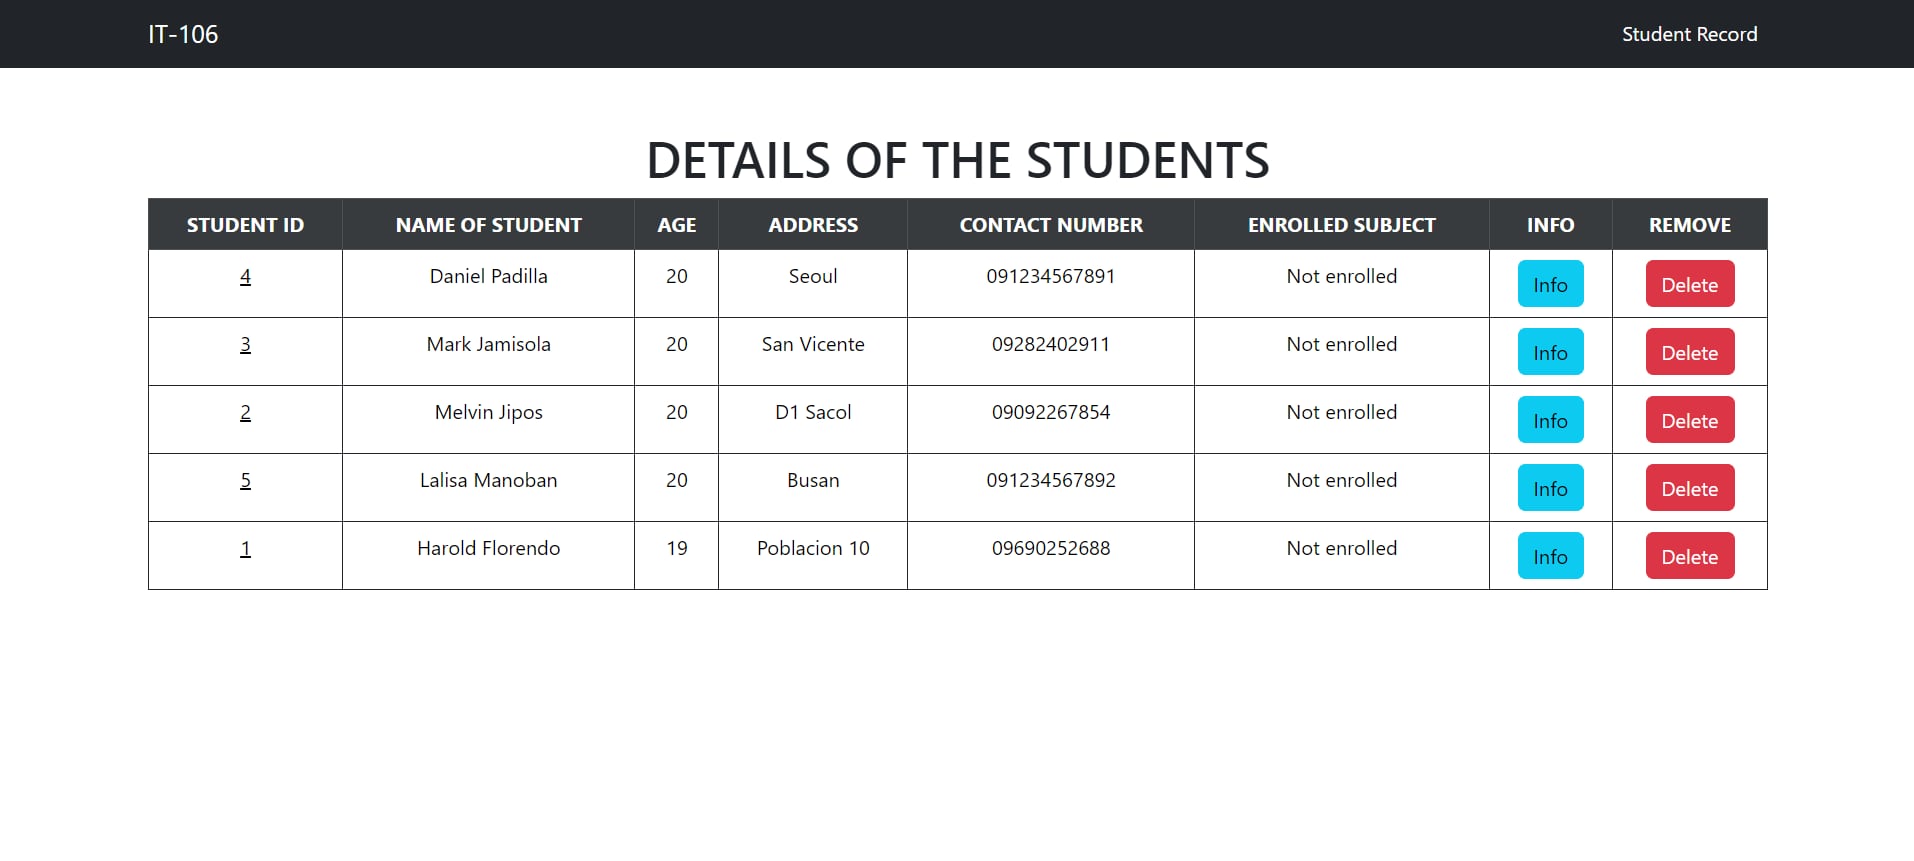 IT-106 Student Record
DETAILS OF THE STUDENTS
STUDENT ID NAME OF STUDENT AGE ADDRESS CONTACT NUMBER ENROLLED SUBJECT INFO REMOVE
4 Daniel Padilla 20 Seoul 091234567891 Not enrolled Info Delete
3 Mark Jamisola 20 San Vicente 09282402911 Not enrolled Info Delete
2 Melvin Jipos 20 D1 Sacol 09092267854 Not enrolled Info Delete
5 Lalisa Manoban 20 Busan 091234567892 Not enrolled Info Delete
1 Harold Florendo 19 Poblacion 10 09690252688 Not enrolled Info Delete